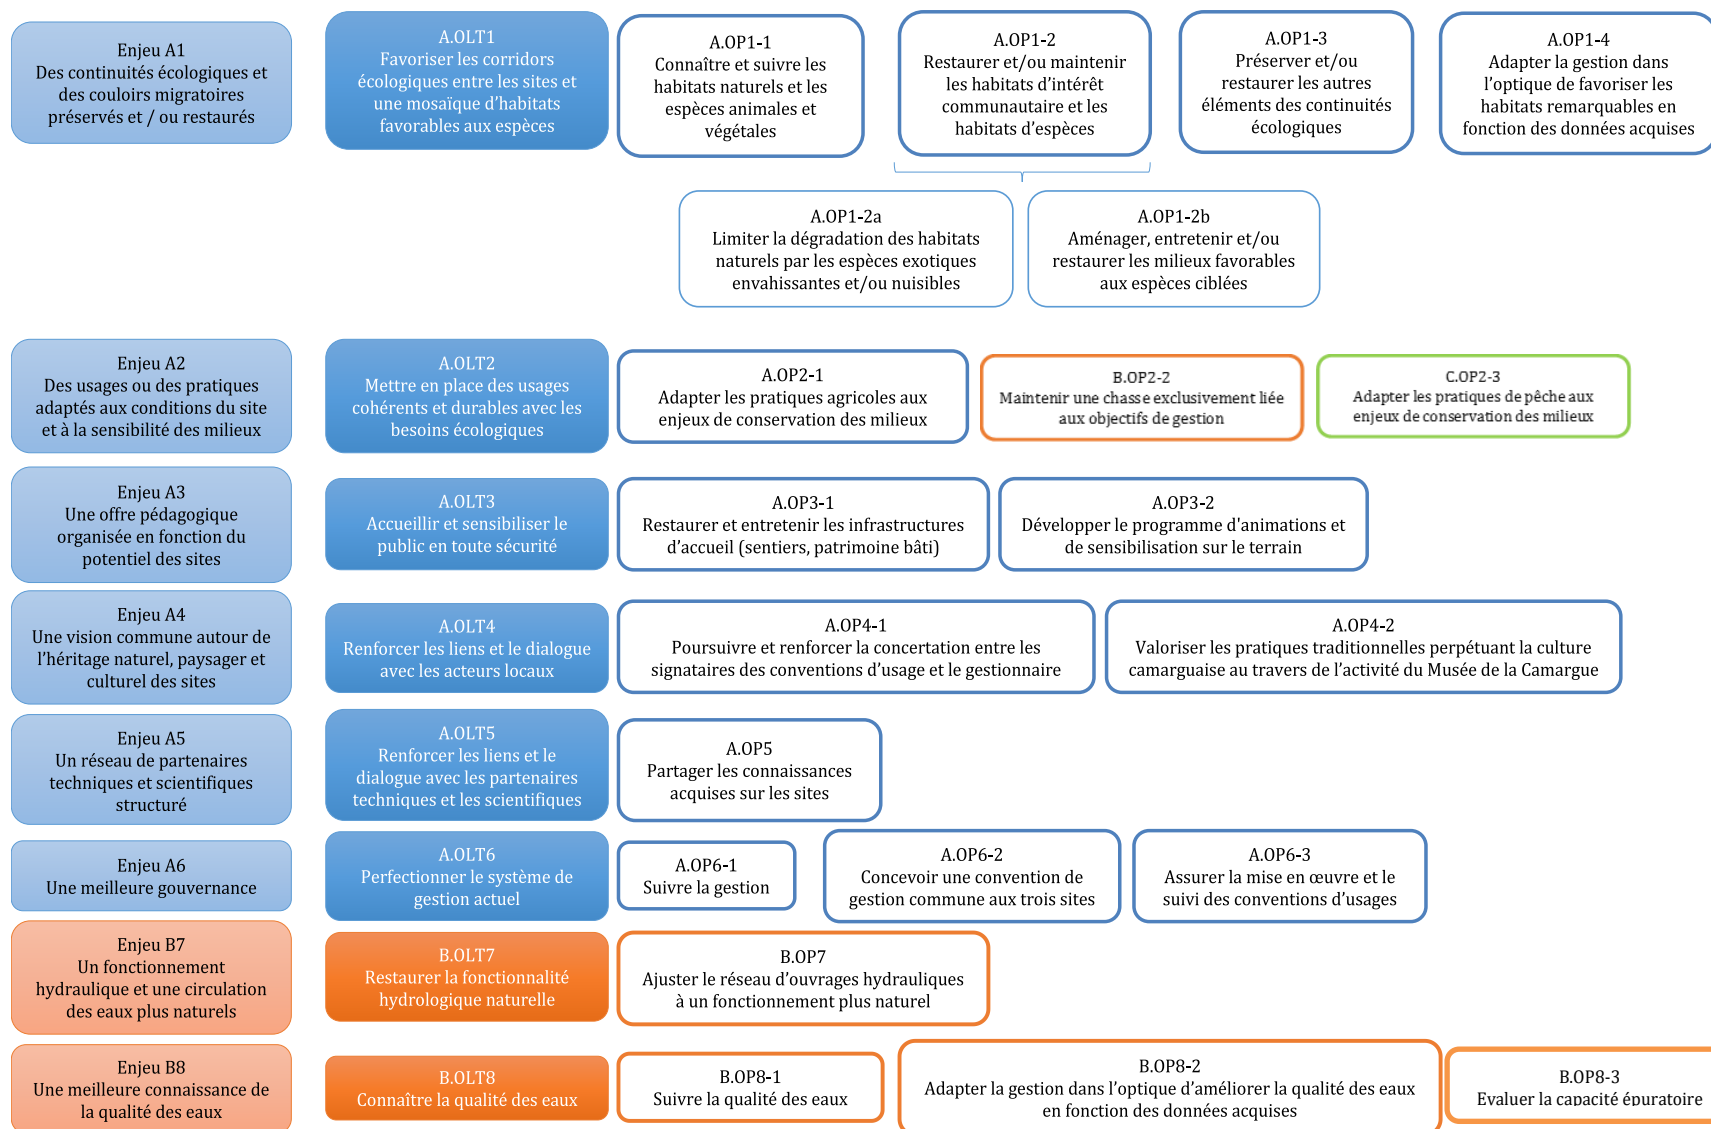 Enjeu A1
Des continuités écologiques et
des couloirs migratoires
préservés et / ou restaurés
A.OLT1
Favoriser les corridors
écologiques entre les sites et
une mosaïque d'habitats
favorables aux espèces
A.OP1-1
Connaître et suivre les
habitats naturels et les
espèces animales et
végétales
A.OP1-2
Restaurer et/ou maintenir
les habitats d'intérêt
communautaire et les
habitats d'espèces
A.OP1-3
Préserver et/ou
restaurer les autres
éléments des continuités
écologiques
A.OP1-4
Adapter la gestion dans
l'optique de favoriser les
habitats remarquables en
fonction des données acquises
A.OP1-2a
Limiter la dégradation des habitats
naturels par les espèces exotiques
envahissantes et/ou nuisibles
A.OP1-2b
Aménager, entretenir et/ou
restaurer les milieux favorables
aux espèces ciblées
Enjeu A2
Des usages ou des pratiques
adaptés aux conditions du site
et à la sensibilité des milieux
A.OLT2
Mettre en place des usages
cohérents et durables avec les
besoins écologiques
A.OP2-1
Adapter les pratiques agricoles aux
enjeux de conservation des milieux
B.OP2-2
Maintenir une chasse exclusivement liée
aux objectifs de gestion
C.OP2-3
Adapter les pratiques de pêche aux
enjeux de conservation des milieux
Enjeu A3
Une offre pédagogique
organisée en fonction du
potentiel des sites
A.OLT3
Accueillir et sensibiliser le
public en toute sécurité
A.OP3-1
Restaurer et entretenir les infrastructures
d'accueil (sentiers, patrimoine bâti)
A.OP3-2
Développer le programme d'animations et
de sensibilisation sur le terrain
Enjeu A4
Une vision commune autour de
l'héritage naturel, paysager et
culturel des sites
A.OLT4
Renforcer les liens et le dialogue
avec les acteurs locaux
A.OP4-1
Poursuivre et renforcer la concertation entre les
signataires des conventions d'usage et le gestionnaire
A.OP4-2
Valoriser les pratiques traditionnelles perpétuant la culture
camarguaise au travers de l'activité du Musée de la Camargue
Enjeu A5
Un réseau de partenaires
techniques et scientifiques
structuré
A.OLT5
Renforcer les liens et le
dialogue avec les partenaires
techniques et les scientifiques
A.OP5
Partager les connaissances
acquises sur les sites
Enjeu A6
Une meilleure gouvernance
A.OLT6
Perfectionner le système de
gestion actuel
A.OP6-1
Suivre la gestion
A.OP6-2
Concevoir une convention de
gestion commune aux trois sites
A.OP6-3
Assurer la mise en œuvre et le
suivi des conventions d'usages
Enjeu B7
Un fonctionnement
hydraulique et une circulation
des eaux plus naturels
B.OLT7
Restaurer la fonctionnalité
hydrologique naturelle
B.OP7
Ajuster le réseau d'ouvrages hydrauliques
à un fonctionnement plus naturel
Enjeu B8
Une meilleure connaissance de
la qualité des eaux
B.OLT8
Connaître la qualité des eaux
B.OP8-1
Suivre la qualité des eaux
B.OP8-2
Adapter la gestion dans l'optique d'améliorer la qualité des eaux
en fonction des données acquises
B.OP8-3
Evaluer la capacité épuratoire